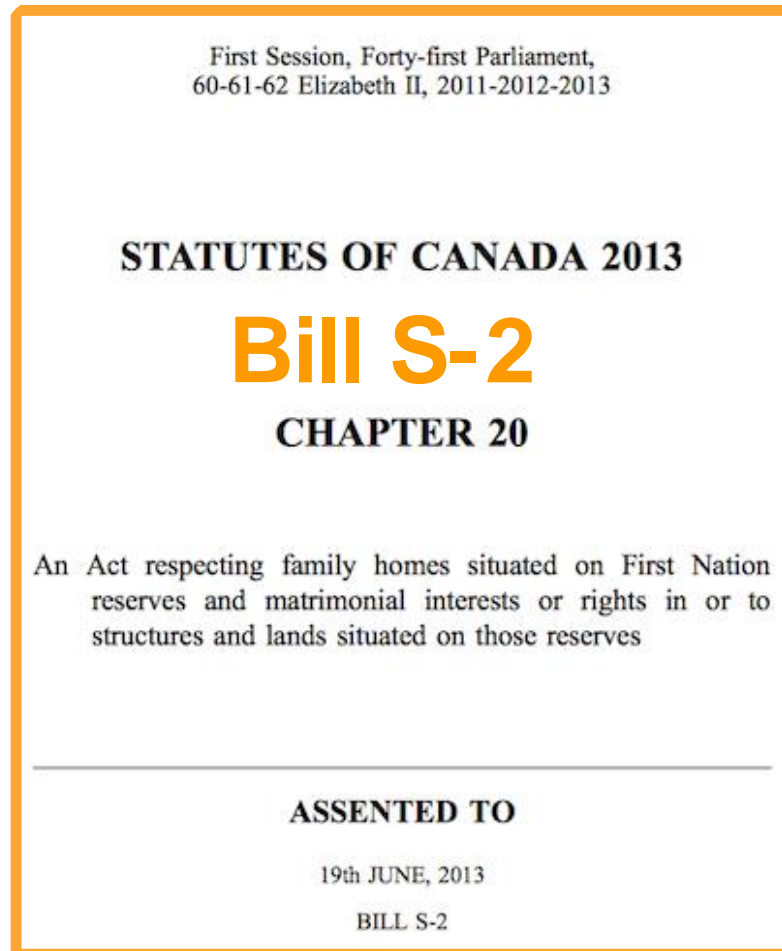 First Session, Forty-first Parliament,
60-61-62 Elizabeth II, 2011-2012-2013
STATUTES OF CANADA 2013
Bill S-2
CHAPTER 20
An Act respecting family homes situated on First Nation
reserves and matrimonial interests or rights in or to
structures and lands situated on those reserves
ASSENTED TO
19th JUNE, 2013
BILL S-2